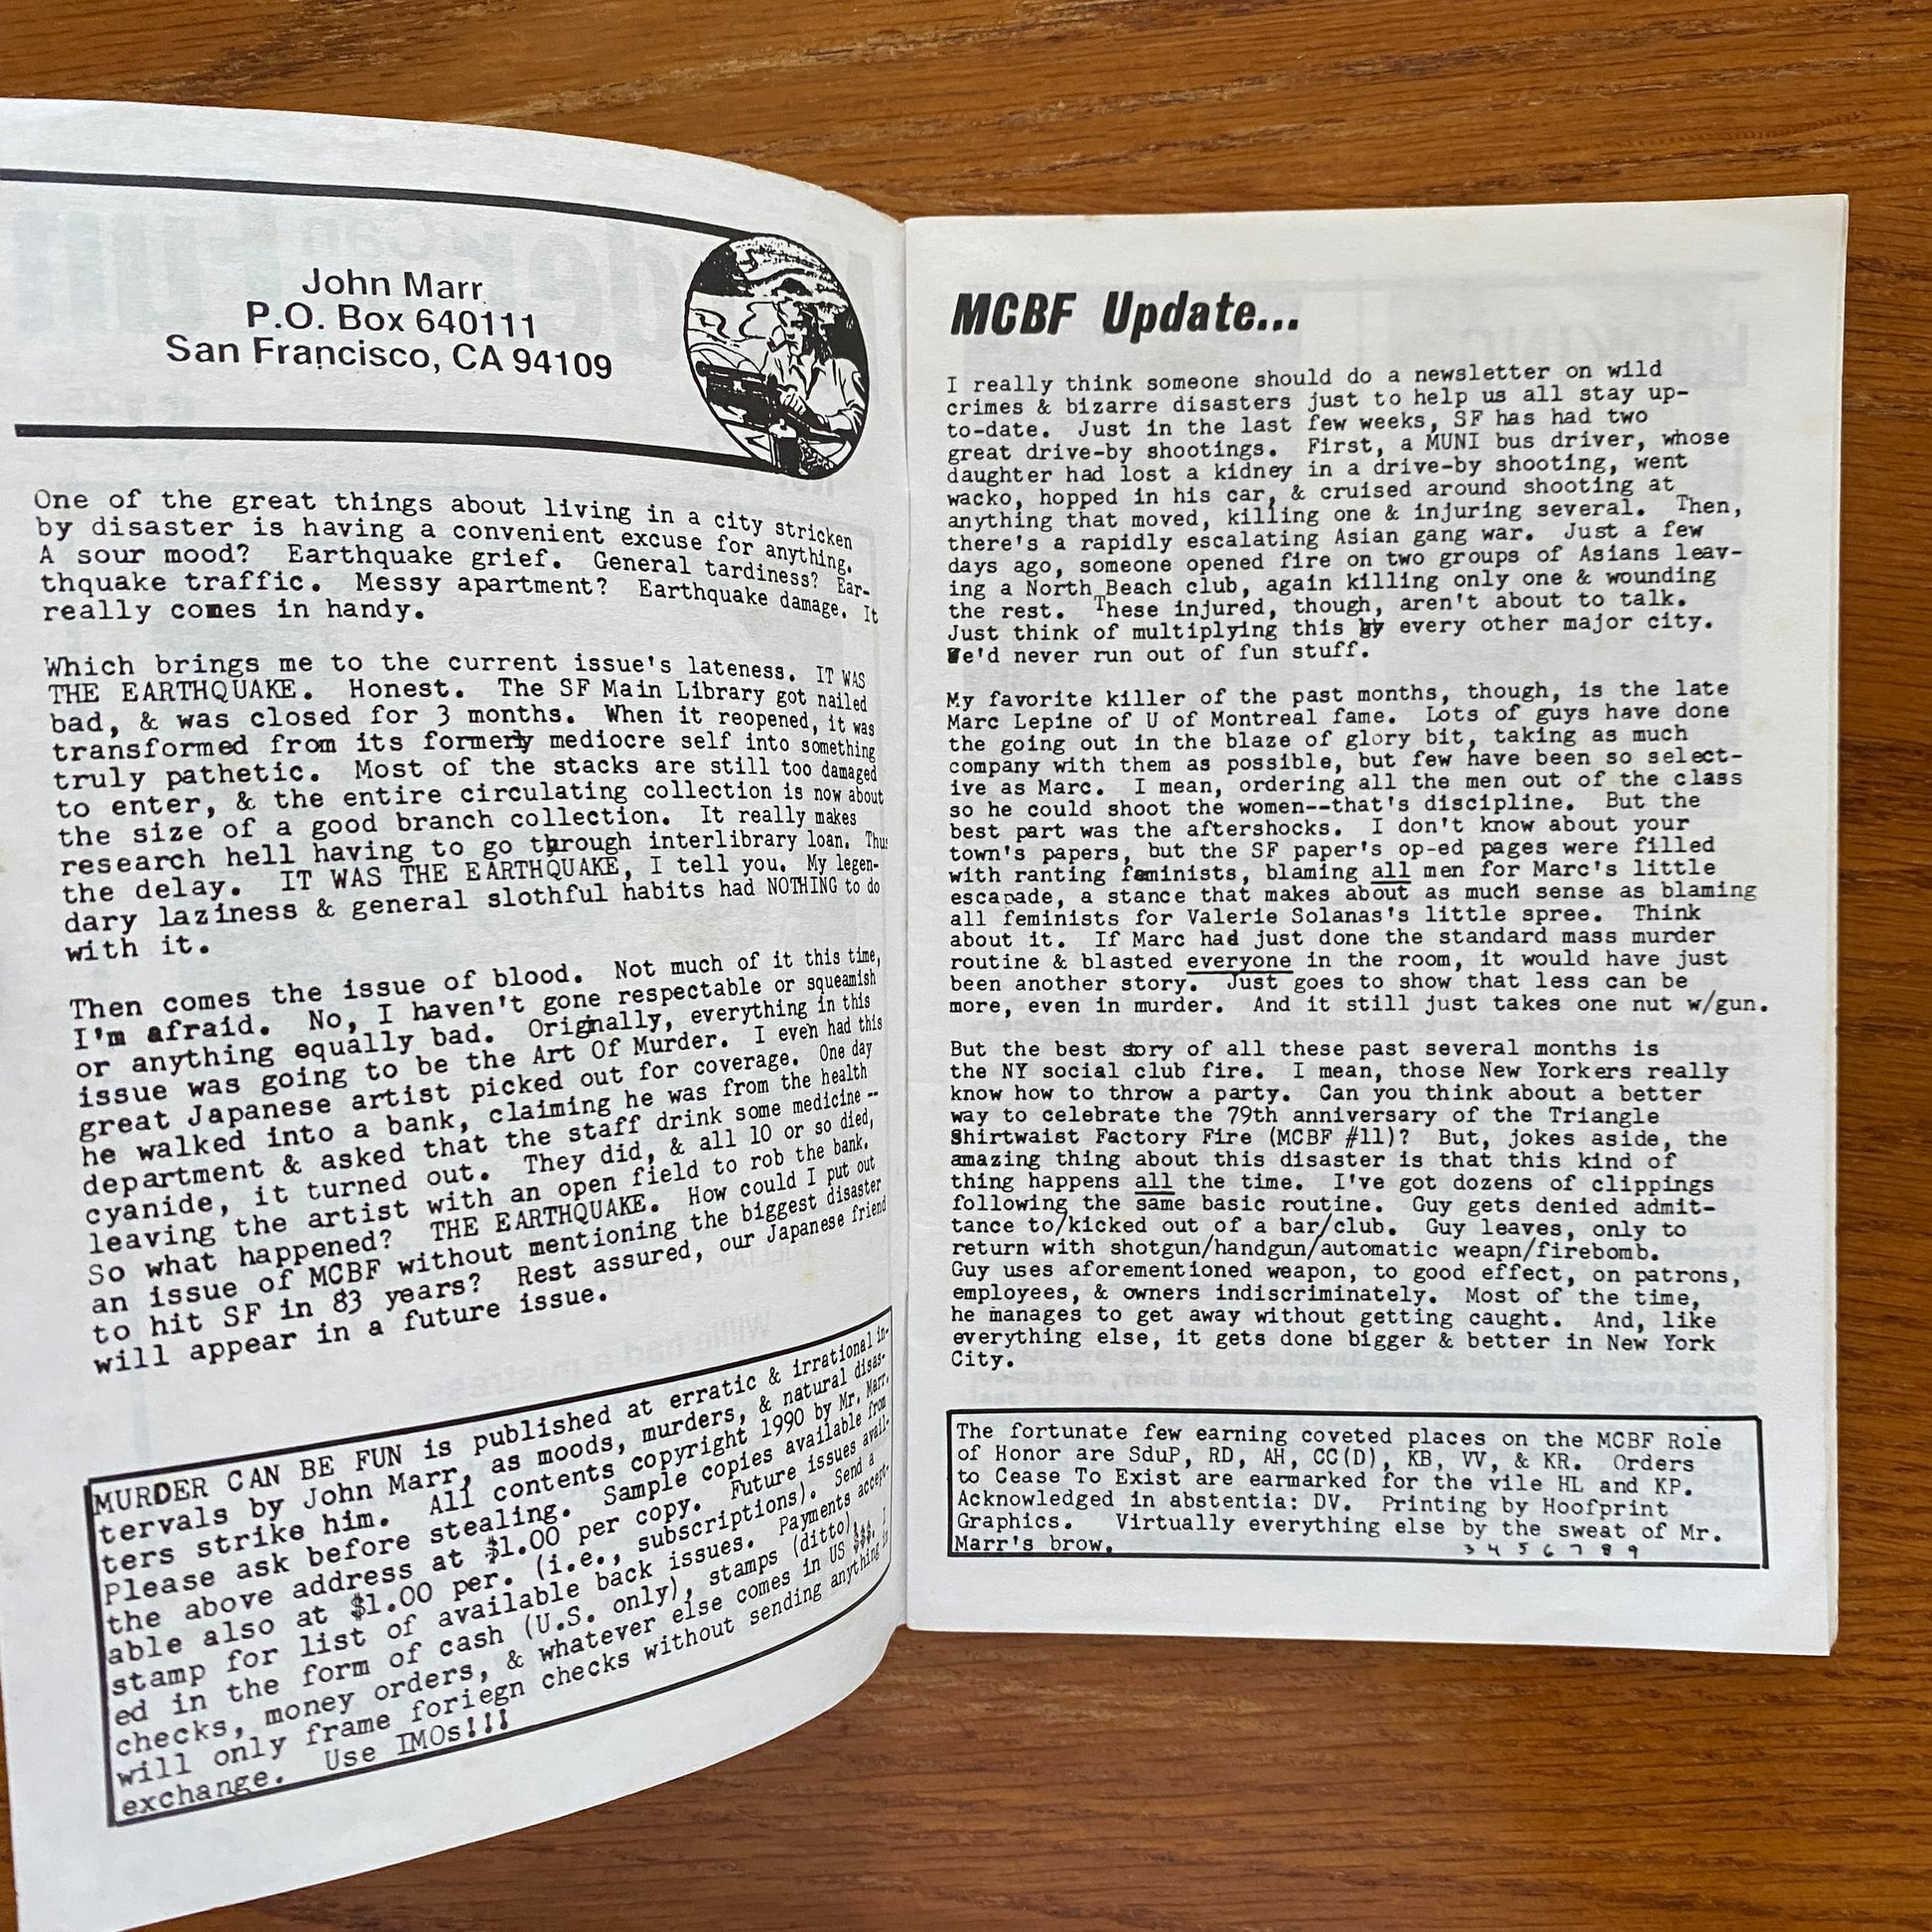 John Marr
P.O. Box 640111
San Francisco, CA 94109
One of the great things about living in a city stricken
by disaster is having a convenient excuse for anything.
A sour mood?  Earthquake grief.  General tardiness?  Ear-
thquake traffic.  Messy apartment?  Earthquake damage.  It
really comes in handy.
Which brings me to the current issue's lateness.  IT WAS
THE EARTHQUAKE.  Honest.  The SF Main Library got nailed
bad, & was closed for 3 months.  When it reopened, it was
transformed from its formerly mediocre self into something
truly pathetic.  Most of the stacks are still too damaged
to enter, & the entire circulating collection is now about
the size of a good branch collection.  It really makes
research hell having to go through interlibrary loan.  Thus
the delay.  IT WAS THE EARTHQUAKE, I tell you.  My legen-
dary laziness & general slothful habits had NOTHING to do
with it.
Then comes the issue of blood.  Not much of it this time,
I'm afraid.  No, I haven't gone respectable or squeamish
or anything equally bad.  Orignally, everything in this
issue was going to be the Art Of Murder.  I even had this
great Japanese artist picked out for coverage.  One day
he walked into a bank, claiming he was from the health
department & asked that the staff drink some medicine--
cyanide, it turned out.  They did, & all 10 or so died,
leaving the artist with an open field to rob the bank.
So what happened?  THE EARTHQUAKE.  How could I put out
an issue of MCBF without mentioning the biggest disaster
to hit SF in 83 years?  Rest assured, our Japanese friend
will appear in a future issue.
MURDER CAN BE FUN is published at erratic & irrational in-
tervals by John Marr, as moods, murders, & natural disas-
ters strike him.  All contents copyright 1990 by Mr. Marr.
Please ask before stealing.  Sample copies available from
the above address at $1.00 per copy.  Future issues avail-
able also at $1.00 per. (i.e., subscriptions).  Send a
stamp for list of available back issues.  Payments accept-
ed in the form of cash (U.S. only), stamps (ditto),
checks, money orders, & whatever else comes in US $$$.  I
will only frame foriegn checks without sending anything in
exchange.  Use IMOs!!!
MCBF Update...
I really think someone should do a newsletter on wild
crimes & bizarre disasters just to help us all stay up-
to-date.  Just in the last few weeks, SF has had two
great drive-by shootings.  First, a MUNI bus driver, whose
daughter had lost a kidney in a drive-by shooting, went
wacko, hopped in his car, & cruised around shooting at
anything that moved, killing one & injuring several.  Then,
there's a rapidly escalating Asian gang war.  Just a few
days ago, someone opened fire on two groups of Asians leav-
ing a North Beach club, again killing only one & wounding
the rest.  These injured, though, aren't about to talk.
Just think of multiplying this by every other major city.
We'd never run out of fun stuff.
My favorite killer of the past months, though, is the late
Marc Lepine of U of Montreal fame.  Lots of guys have done
the going out in the blaze of glory bit, taking as much
company with them as possible, but few have been so select-
ive as Marc.  I mean, ordering all the men out of the class
so he could shoot the women--that's discipline.  But the
best part was the aftershocks.  I don't know about your
town's papers, but the SF paper's op-ed pages were filled
with ranting feminists, blaming all men for Marc's little
escapade, a stance that makes about as much sense as blaming
all feminists for Valerie Solanas's little spree.  Think
about it.  If Marc had just done the standard mass murder
routine & blasted everyone in the room, it would have just
been another story.  Just goes to show that less can be
more, even in murder.  And it still just takes one nut w/gun.
But the best story of all these past several months is
the NY social club fire.  I mean, those New Yorkers really
know how to throw a party.  Can you think about a better
way to celebrate the 79th anniversary of the Triangle
Shirtwaist Factory Fire (MCBF #11)?  But, jokes aside, the
amazing thing about this disaster is that this kind of
thing happens all the time.  I've got dozens of clippings
following the same basic routine.  Guy gets denied admit-
tance to/kicked out of a bar/club.  Guy leaves, only to
return with shotgun/handgun/automatic weapn/firebomb.
Guy uses aforementioned weapon, to good effect, on patrons,
employees, & owners indiscriminately.  Most of the time,
he manages to get away without getting caught.  And, like
everything else, it gets done bigger & better in New York
City.
The fortunate few earning coveted places on the MCBF Role
of Honor are SduP, RD, AH, CC(D), KB, VV, & KR.  Orders
to Cease To Exist are earmarked for the vile HL and KP.
Acknowledged in abstentia: DV.  Printing by Hoofprint
Graphics.   Virtually everything else by the sweat of Mr.
Marr's brow.
3 4 5 6 7 8 9